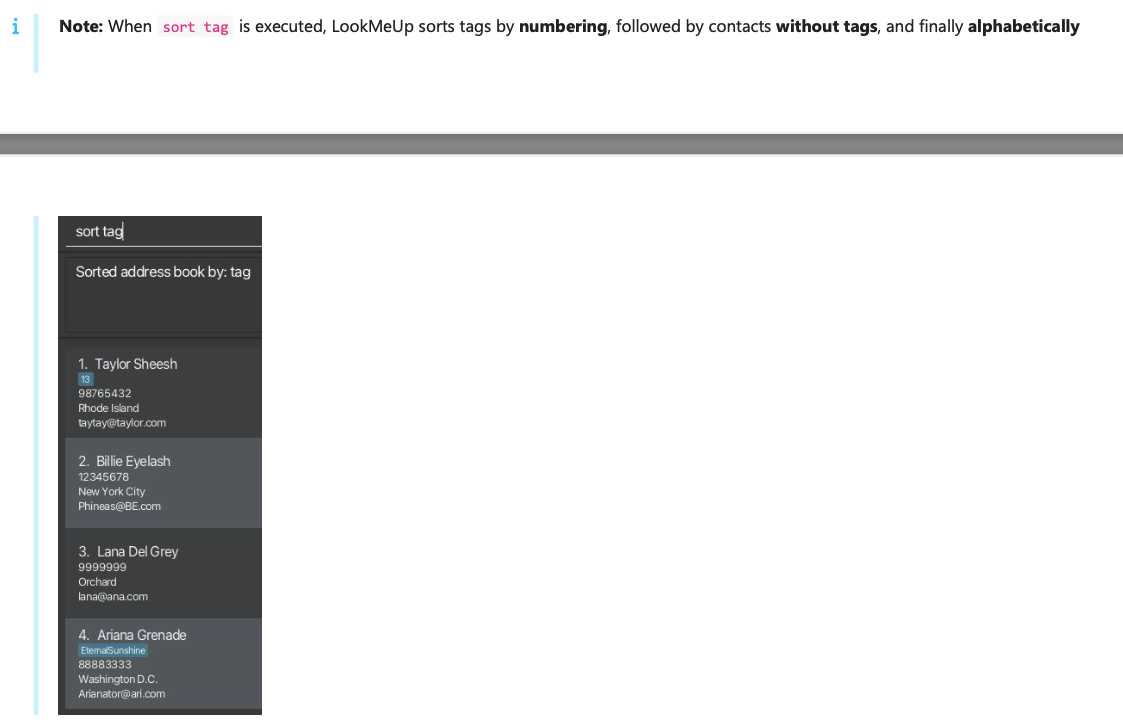 i Note: When sort tag is executed, LookMeUp sorts tags by numbering, followed by contacts without tags, and finally alphabetically
sort tag
Sorted address book by: tag
1. Taylor Sheesh
13
98765432
Rhode Island
taytay@taylor.com
2. Billie Eyelash
12345678
New York City
Phineas@BE.com
3. Lana Del Grey
9999999
Orchard
lana@ana.com
4. Ariana Grenade
EternalSunshine
88883333
Washington D.C.
Arianator@ari.com